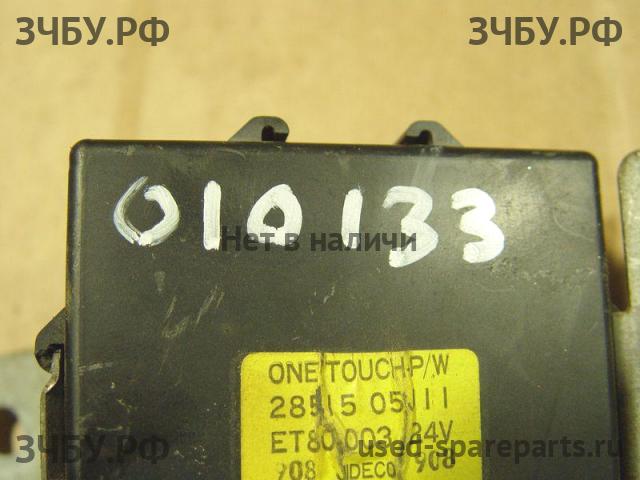 ЗЧБУ.РФ ЗЧБУ.РФ
010133
Нет в наличи
ONE TOUCH P/W
28515 05111
ET80 003 24V
908 JIDECO 908
ЗЧБУ.РФ used-spareparts.ru